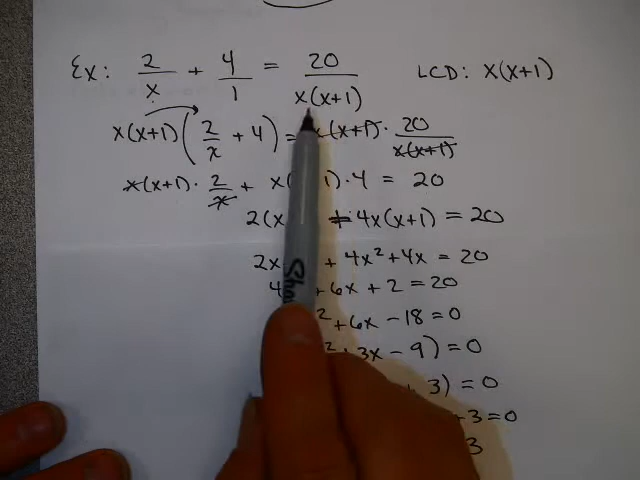 Ex: 2/x + 4/1 = 20/x(x+1) LCD: x(x+1)
x(x+1)(2/x + 4) = x(x+1) · 20/x(x+1)
x(x+1) · 2/x + x( 1) · 4 = 20
2(x + 4x(x+1) = 20
2x + 4x² + 4x = 20
4 + 6x + 2 = 20
² + 6x - 18 = 0
² + 3x - 9) = 0
+ 3) = 0
+ 3 = 0
3
Sha